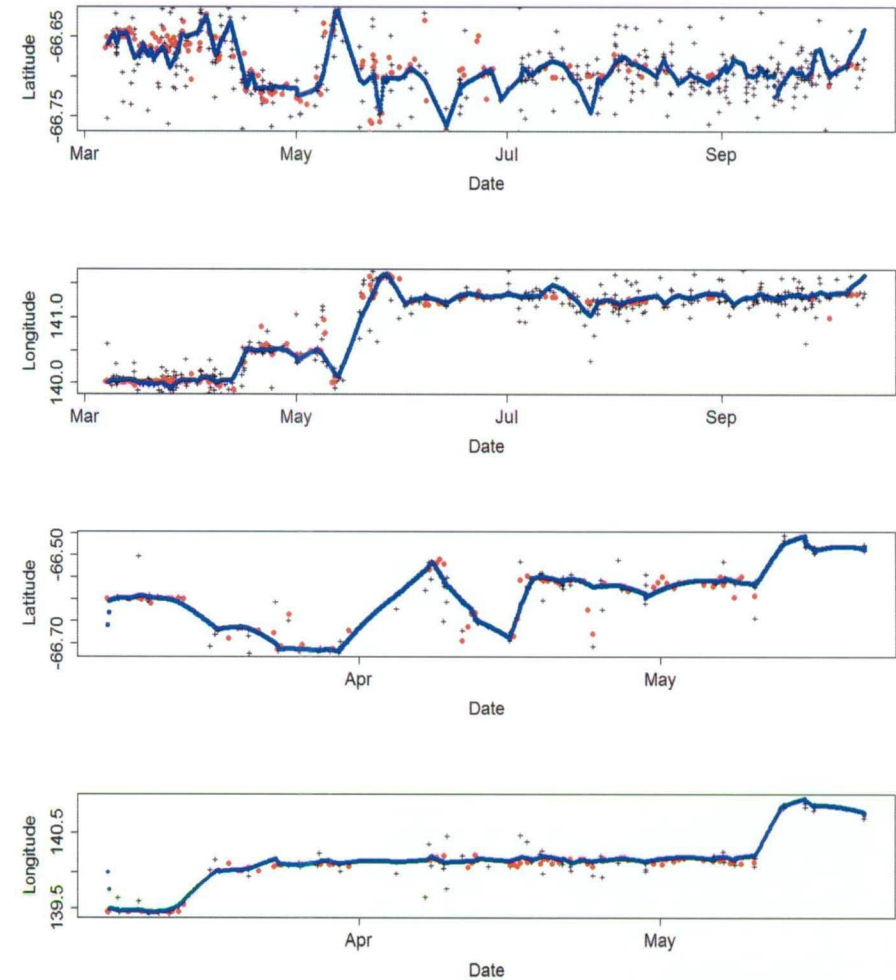 Latitude
-66.65
-66.75
Mar
May
Jul
Sep
Date
Longitude
141.0
140.0
Mar
May
Jul
Sep
Date
Latitude
-66.50
-66.70
Apr
May
Date
Longitude
140.5
139.5
Apr
May
Date